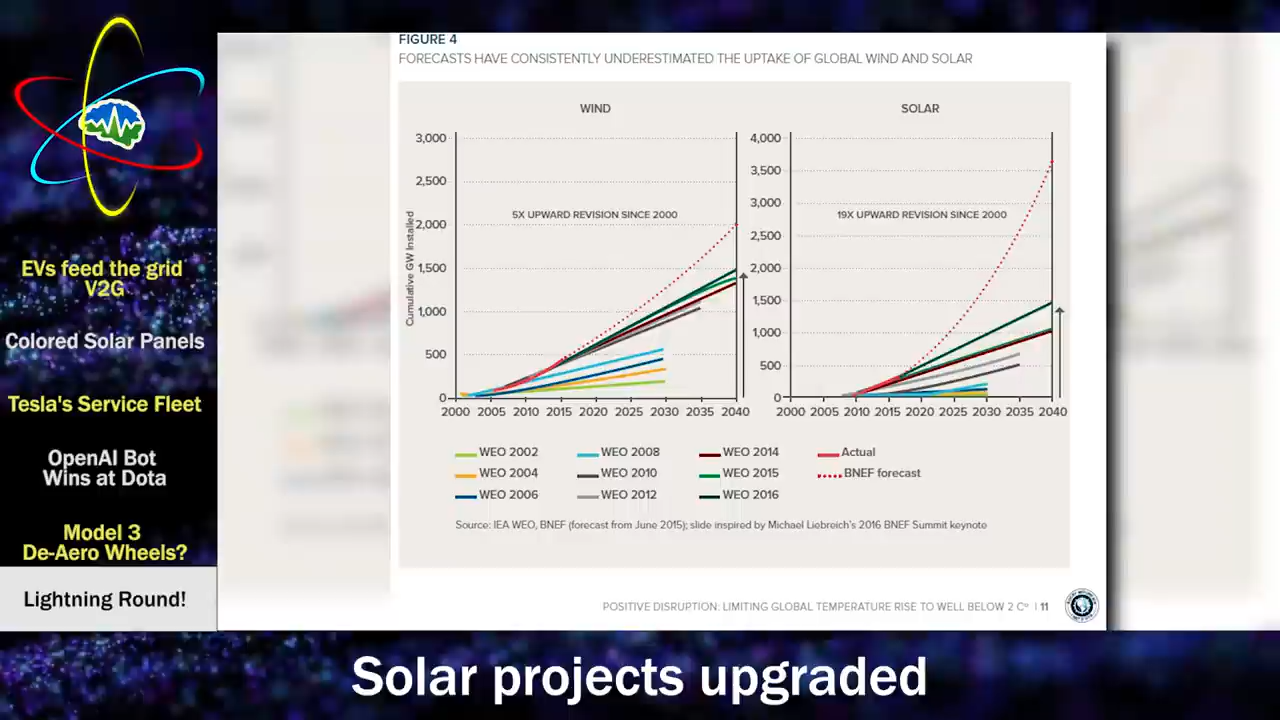 EVs feed the grid
V2G
Colored Solar Panels
Tesla's Service Fleet
OpenAI Bot
Wins at Dota
Model 3
De-Aero Wheels?
Lightning Round!
FIGURE 4
FORECASTS HAVE CONSISTENTLY UNDERESTIMATED THE UPTAKE OF GLOBAL WIND AND SOLAR
WIND
Cumulative GW Installed
3,000
2,500
2,000
1,500
1,000
500
0
5X UPWARD REVISION SINCE 2000
2000 2005 2010 2015 2020 2025 2030 2035 2040
SOLAR
4,000
3,500
3,000
2,500
2,000
1,500
1,000
500
0
19X UPWARD REVISION SINCE 2000
2000 2005 2010 2015 2020 2025 2030 2035 2040
WEO 2002 WEO 2008 WEO 2014 Actual
WEO 2004 WEO 2010 WEO 2015 BNEF forecast
WEO 2006 WEO 2012 WEO 2016
Source: IEA WEO, BNEF (forecast from June 2015); slide inspired by Michael Liebreich's 2016 BNEF Summit keynote
POSITIVE DISRUPTION: LIMITING GLOBAL TEMPERATURE RISE TO WELL BELOW 2 Cº | 11
Solar projects upgraded